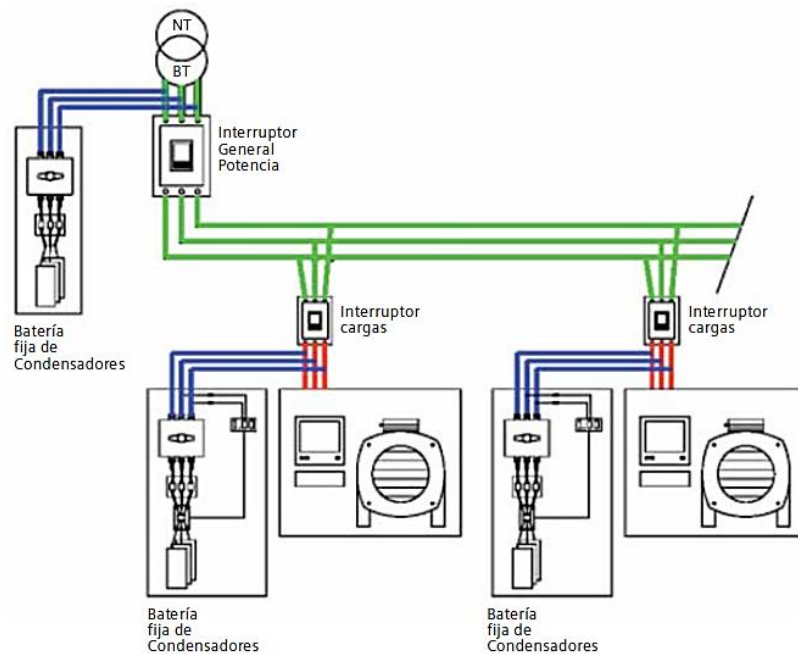 NT
BT
Interruptor
General
Potencia
Interruptor
cargas
Interruptor
cargas
Batería
fija de
Condensadores
Batería
fija de
Condensadores
Batería
fija de
Condensadores